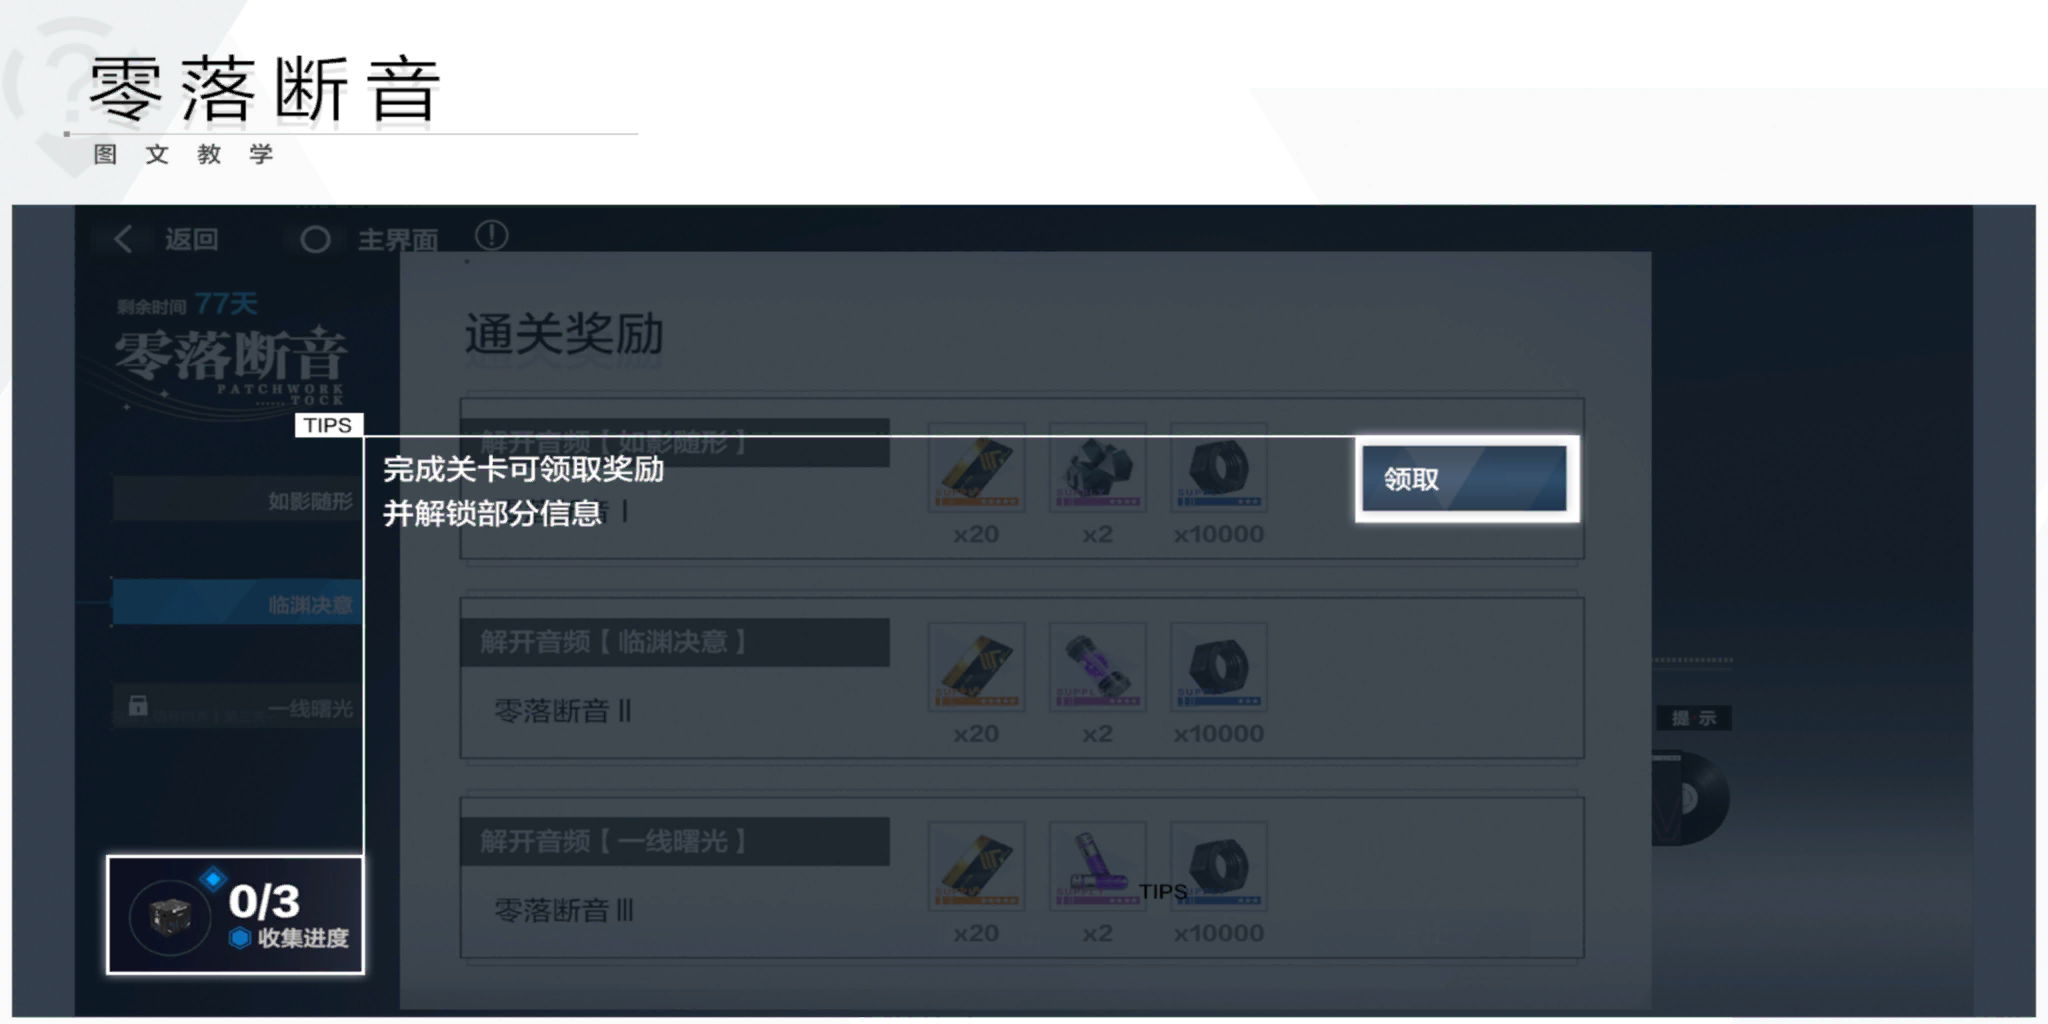 零落断音
图文教学
返回
主界面
剩余时间 77天
零落断音
PATCHWORK
TOCK
通关奖励
TIPS
解开音频【如影随形】
完成关卡可领取奖励
并解锁部分信息
领取
x20
x2
x10000
如影随形
临渊决意
一线曙光
解开音频【临渊决意】
零落断音 II
x20
x2
x10000
提示
解开音频【一线曙光】
零落断音 III
TIPS
x20
x2
x10000
0/3
收集进度